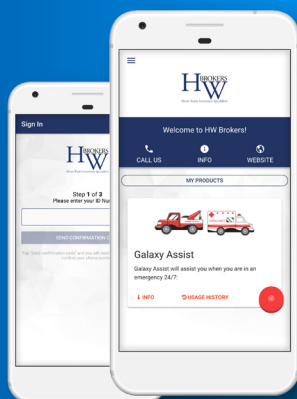 Sign In
BROKERS
HW
Step 1 of 3
Please enter your ID Nu
SEND CONFIRMATION C
BROKERS
HW
Welcome to HW Brokers!
CALL US
INFO
WEBSITE
MY PRODUCTS
Galaxy Assist
Galaxy Assist will assist you when you are in an
emergency 24/7:
INFO
USAGE HISTORY